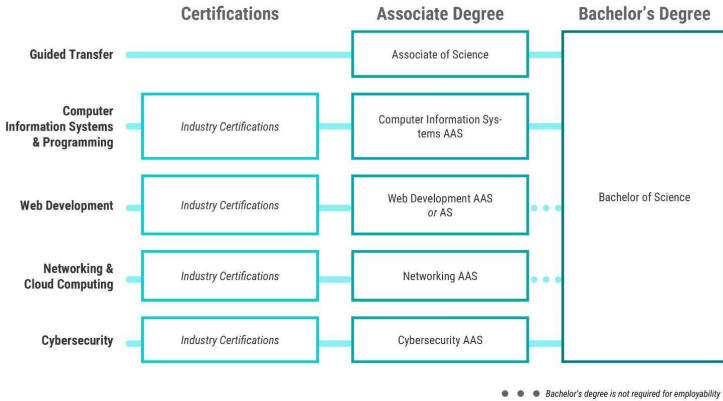 Certifications
Associate Degree
Bachelor's Degree
Guided Transfer
Associate of Science
Computer
Information Systems
& Programming
Industry Certifications
Computer Information Sys-
tems AAS
Web Development
Industry Certifications
Web Development AAS
or AS
Bachelor of Science
Networking &
Cloud Computing
Industry Certifications
Networking AAS
Cybersecurity
Industry Certifications
Cybersecurity AAS
Bachelor's degree is not required for employability